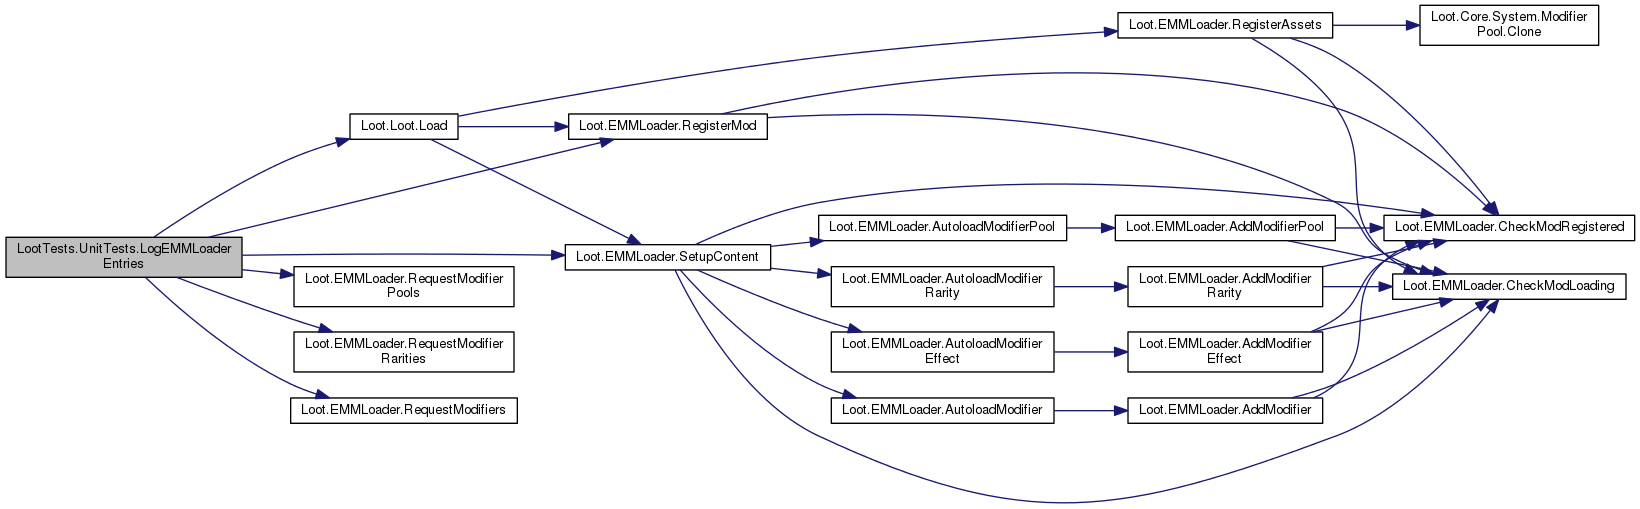 LootTests.UnitTests.LogEMMLoader
Entries
Loot.Loot.Load
Loot.EMMLoader.RequestModifier
Pools
Loot.EMMLoader.RequestModifier
Rarities
Loot.EMMLoader.RequestModifiers
Loot.EMMLoader.RegisterMod
Loot.EMMLoader.SetupContent
Loot.EMMLoader.AutoloadModifierPool
Loot.EMMLoader.AutoloadModifier
Rarity
Loot.EMMLoader.AutoloadModifier
Effect
Loot.EMMLoader.AutoloadModifier
Loot.EMMLoader.RegisterAssets
Loot.EMMLoader.AddModifierPool
Loot.EMMLoader.AddModifier
Rarity
Loot.EMMLoader.AddModifier
Effect
Loot.EMMLoader.AddModifier
Loot.Core.System.Modifier
Pool.Clone
Loot.EMMLoader.CheckModRegistered
Loot.EMMLoader.CheckModLoading